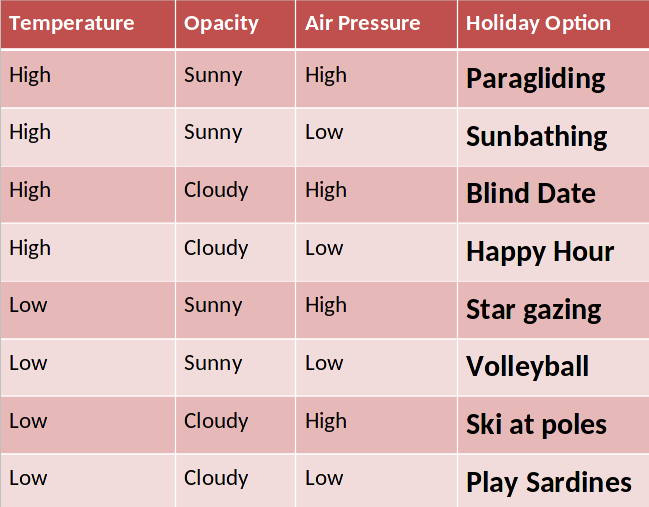 Temperature Opacity Air Pressure Holiday Option
High Sunny High Paragliding
High Sunny Low Sunbathing
High Cloudy High Blind Date
High Cloudy Low Happy Hour
Low Sunny High Star gazing
Low Sunny Low Volleyball
Low Cloudy High Ski at poles
Low Cloudy Low Play Sardines